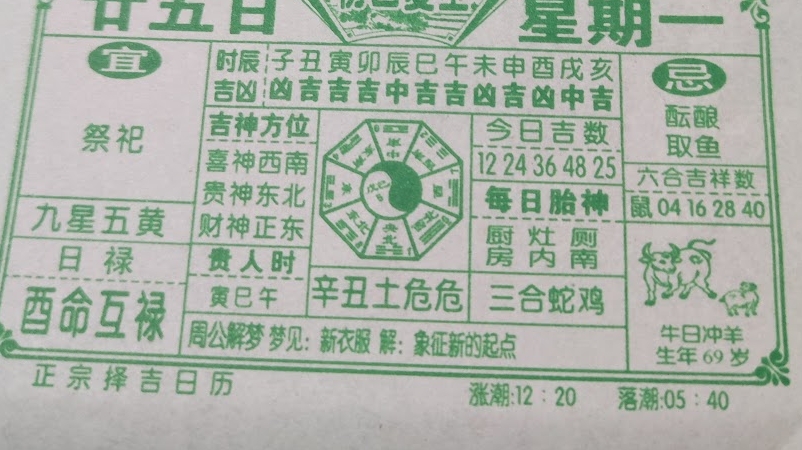 廿五日
星期一
宜
祭祀
九星五黄
日禄
酉命互禄
时辰 子丑寅卯辰巳午未申酉戌亥
吉凶 凶吉吉吉中吉吉凶吉凶中吉
吉神方位
喜神西南
贵神东北
财神正东
贵人时
寅巳午
辛丑土危危
今日吉数
12 24 36 48 25
每日胎神
厨灶厕
房内南
三合蛇鸡
周公解梦 梦见：新衣服 解：象征新的起点
忌
酝酿
取鱼
六合吉祥数
鼠 04 16 28 40
牛日冲羊
生年69岁
正宗择吉日历
涨潮:12：20 落潮:05：40